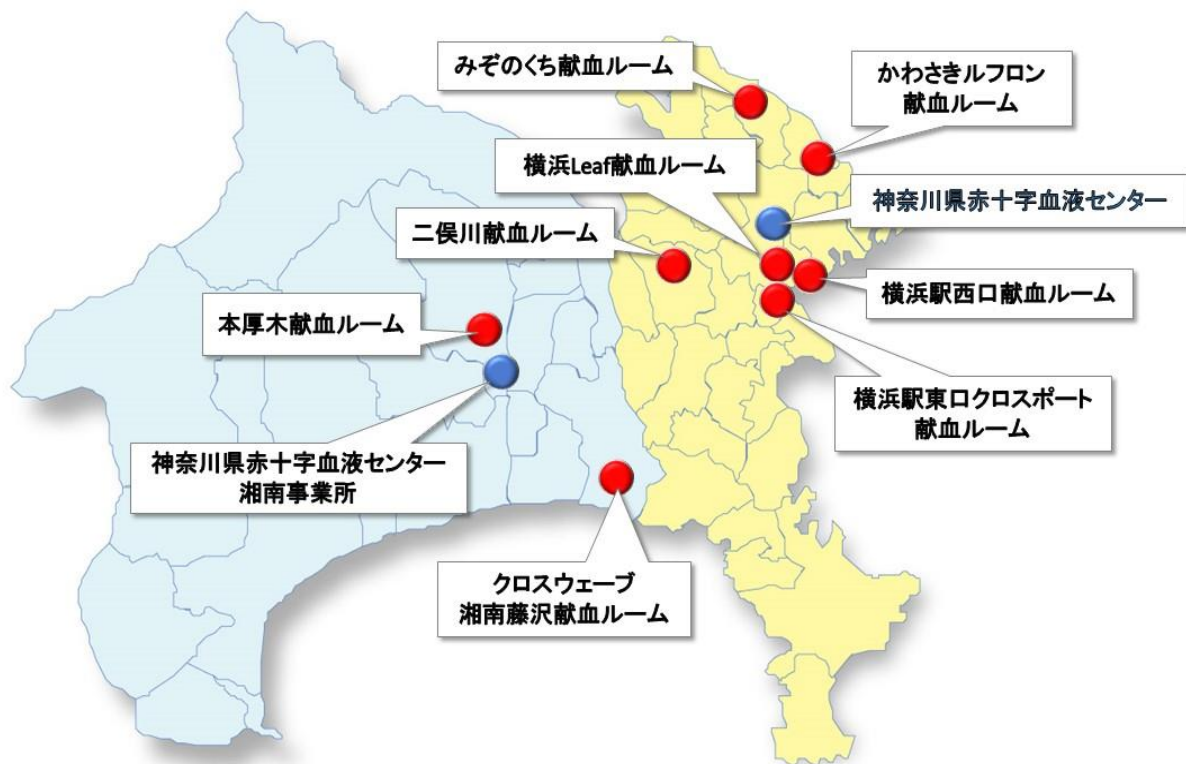 みぞのくち献血ルーム
かわさきルフロン
献血ルーム
横浜Leaf献血ルーム
神奈川県赤十字血液センター
二俣川献血ルーム
横浜駅西口献血ルーム
本厚木献血ルーム
横浜駅東口クロスポート
献血ルーム
神奈川県赤十字血液センター
湘南事業所
クロスウェーブ
湘南藤沢献血ルーム